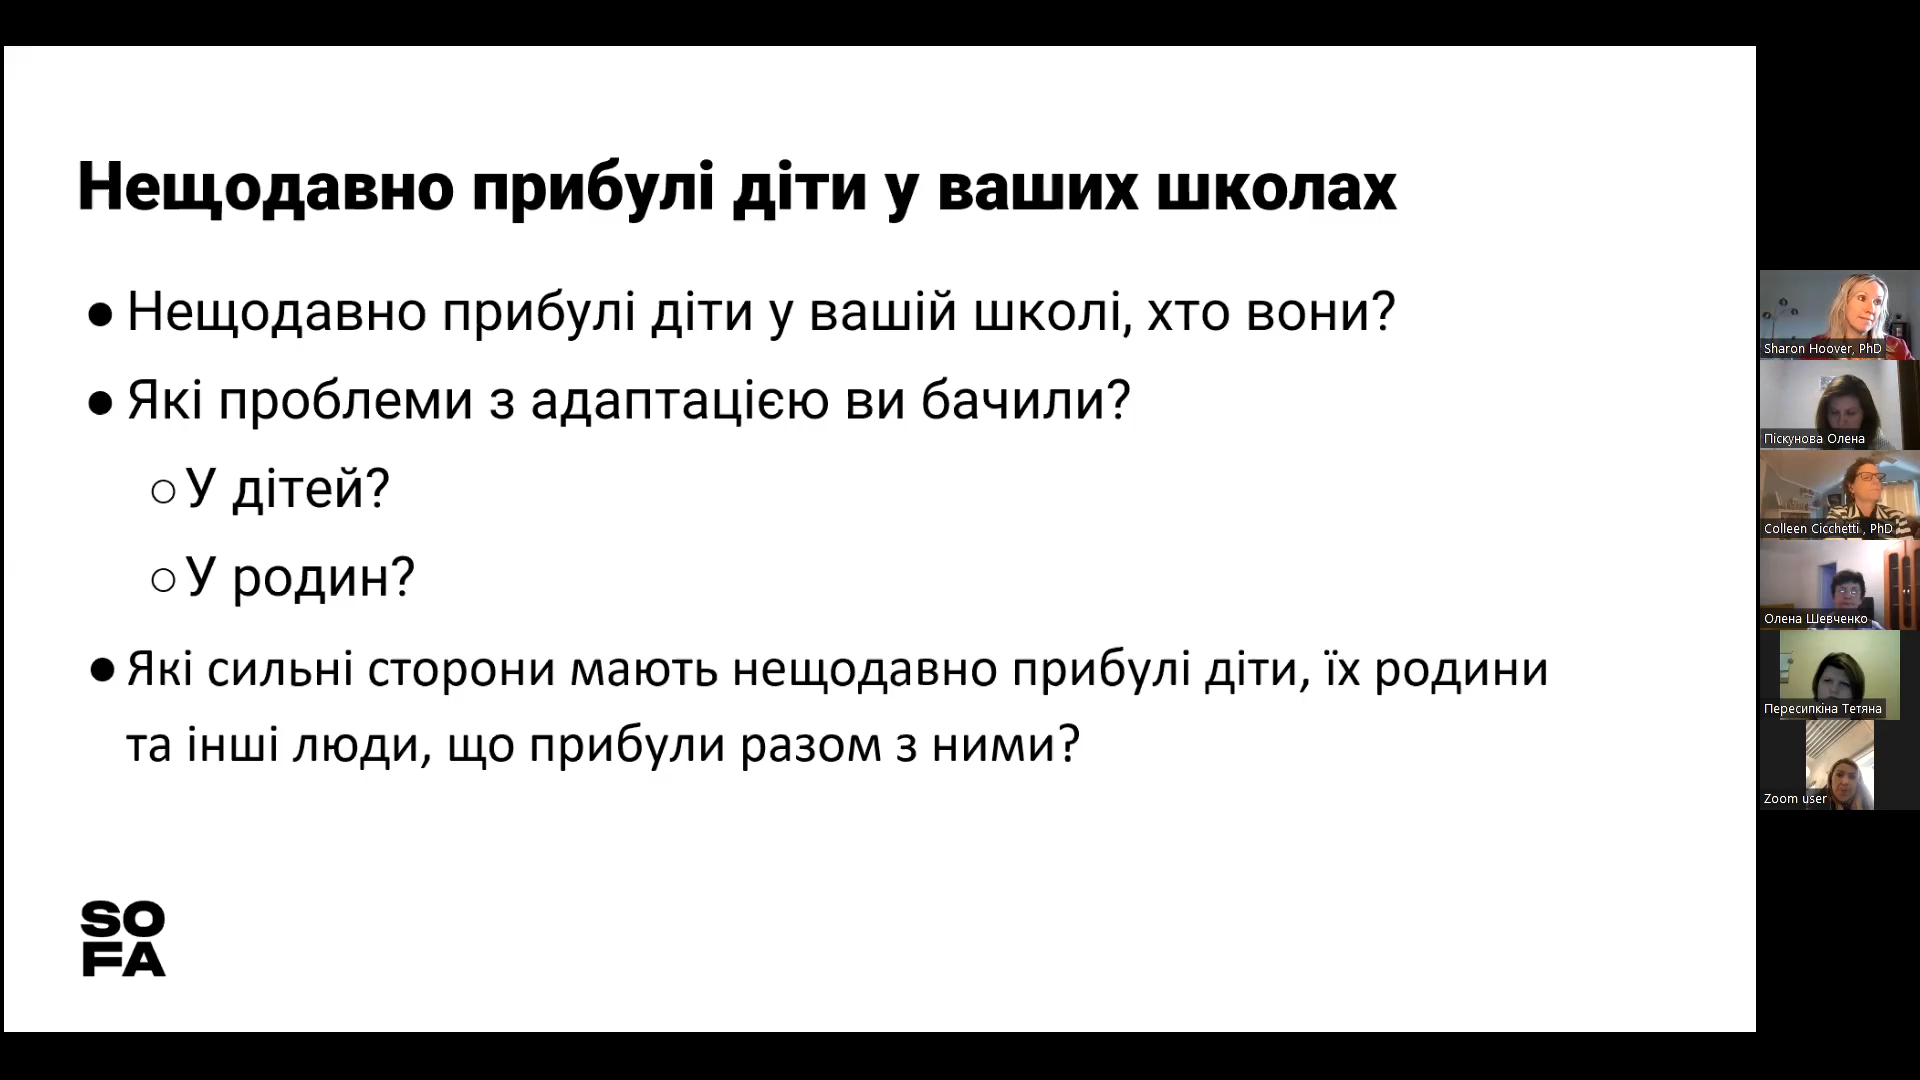 Нещодавно прибулі діти у ваших школах
● Нещодавно прибулі діти у вашій школі, хто вони?
● Які проблеми з адаптацією ви бачили?
○ У дітей?
○ У родин?
● Які сильні сторони мають нещодавно прибулі діти, їх родини
та інші люди, що прибули разом з ними?
SO
FA
Sharon Hoover, PhD
Піскунова Олена
Colleen Cicchetti , PhD
Олена Шевченко
Пересипкіна Тетяна
Zoom user